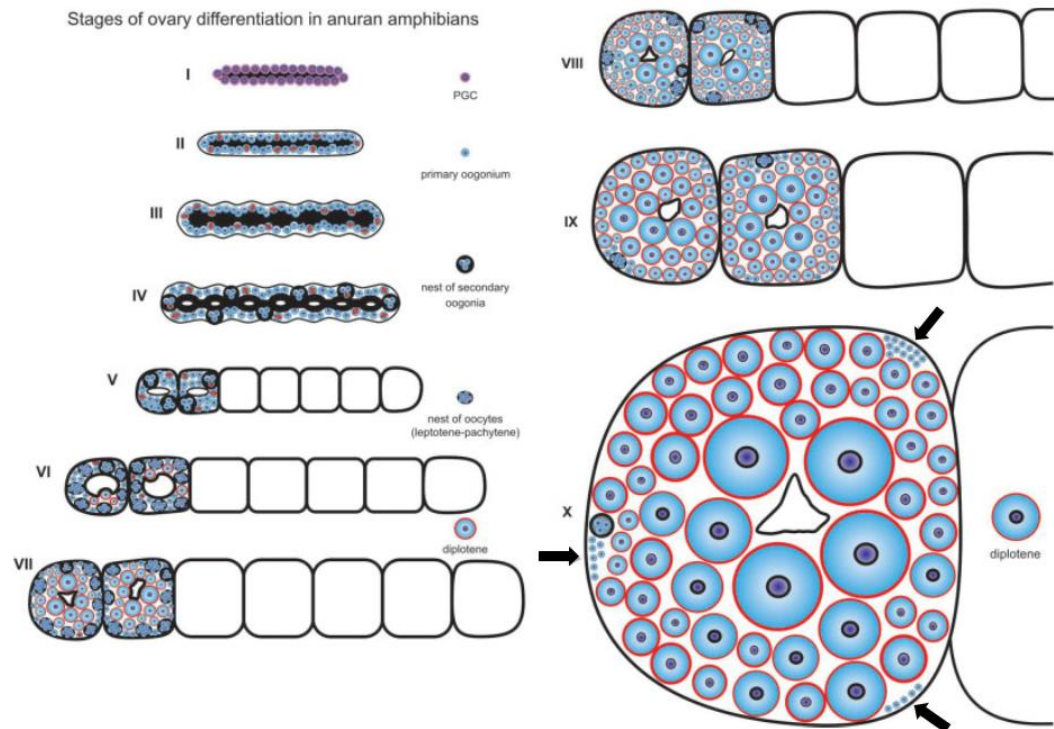 Stages of ovary differentiation in anuran amphibians
I
PGC
II
primary oogonium
III
nest of secondary
oogonia
IV
V
nest of oocytes
(leptotene-pachytene)
VI
diplotene
VII
VIII
IX
X
diplotene